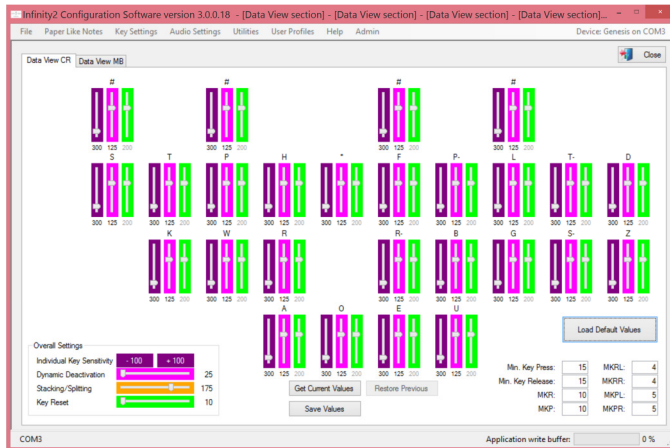 Infinity2 Configuration Software version 3.0.0.18 - [Data View section] - [Data View section] - [Data View section] - [Data View section]...
File Paper Like Notes Key Settings Audio Settings Utilities User Profiles Help Admin Device: Genesis on COM3
Close
Data View CR Data View MB
# # # #
300 125 200 300 125 200 300 125 200 300 125 200
S T P H * F P- L T- D
300 125 200 300 125 200 300 125 200 300 125 200 300 125 200 300 125 200 300 125 200 300 125 200 300 125 200 300 125 200
K W R R- B G S- Z
300 125 200 300 125 200 300 125 200 300 125 200 300 125 200 300 125 200 300 125 200 300 125 200
A O E U
300 125 200 300 125 200 300 125 200 300 125 200
Load Default Values
Overall Settings
Individual Key Sensitivity - 100 + 100
Dynamic Deactivation 25
Stacking/Splitting 175
Key Reset 10
Get Current Values Restore Previous
Save Values
Min. Key Press: 15 MKRL: 4
Min. Key Release: 15 MKRR: 4
MKR: 10 MKPL: 5
MKP: 10 MKPR: 5
COM3 Application write buffer: 0 %